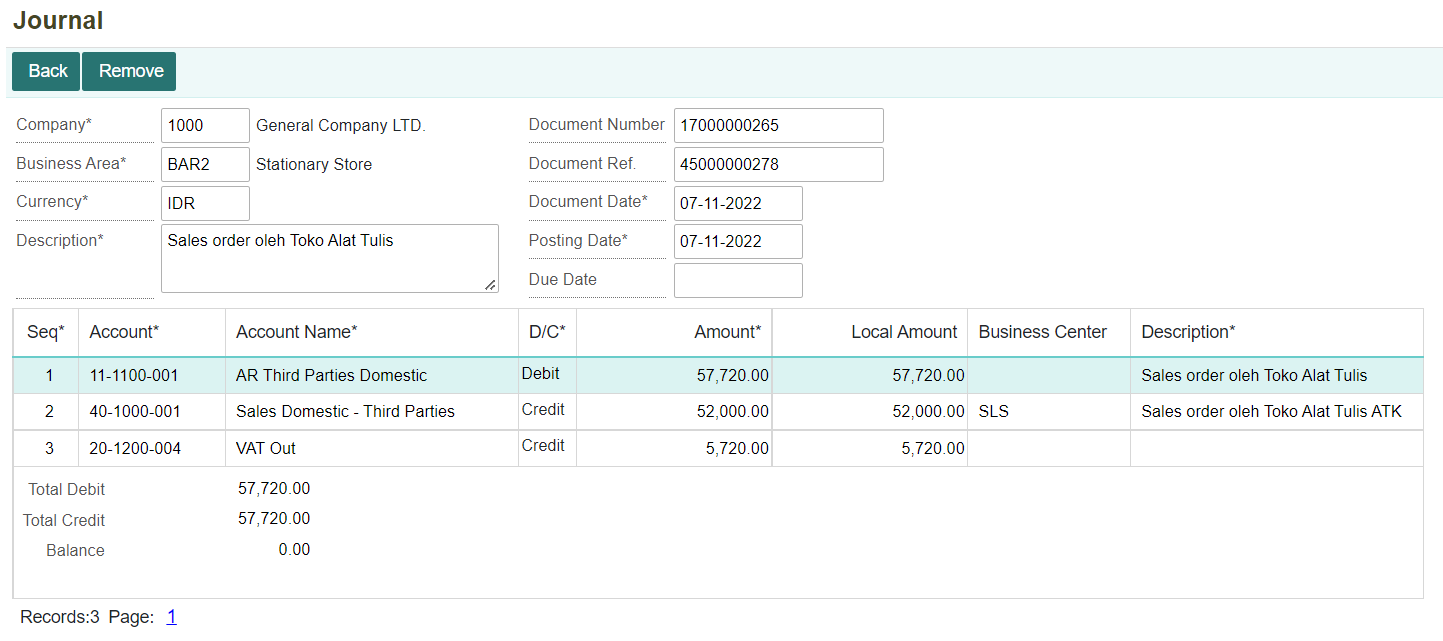 Journal
Back Remove
Company* 1000 General Company LTD. Document Number 17000000265
Business Area* BAR2 Stationary Store Document Ref. 45000000278
Currency* IDR Document Date* 07-11-2022
Description* Sales order oleh Toko Alat Tulis Posting Date* 07-11-2022
Due Date
Seq* Account* Account Name* D/C* Amount* Local Amount Business Center Description*
1 11-1100-001 AR Third Parties Domestic Debit 57,720.00 57,720.00 Sales order oleh Toko Alat Tulis
2 40-1000-001 Sales Domestic - Third Parties Credit 52,000.00 52,000.00 SLS Sales order oleh Toko Alat Tulis ATK
3 20-1200-004 VAT Out Credit 5,720.00 5,720.00
Total Debit 57,720.00
Total Credit 57,720.00
Balance 0.00
Records:3 Page: 1